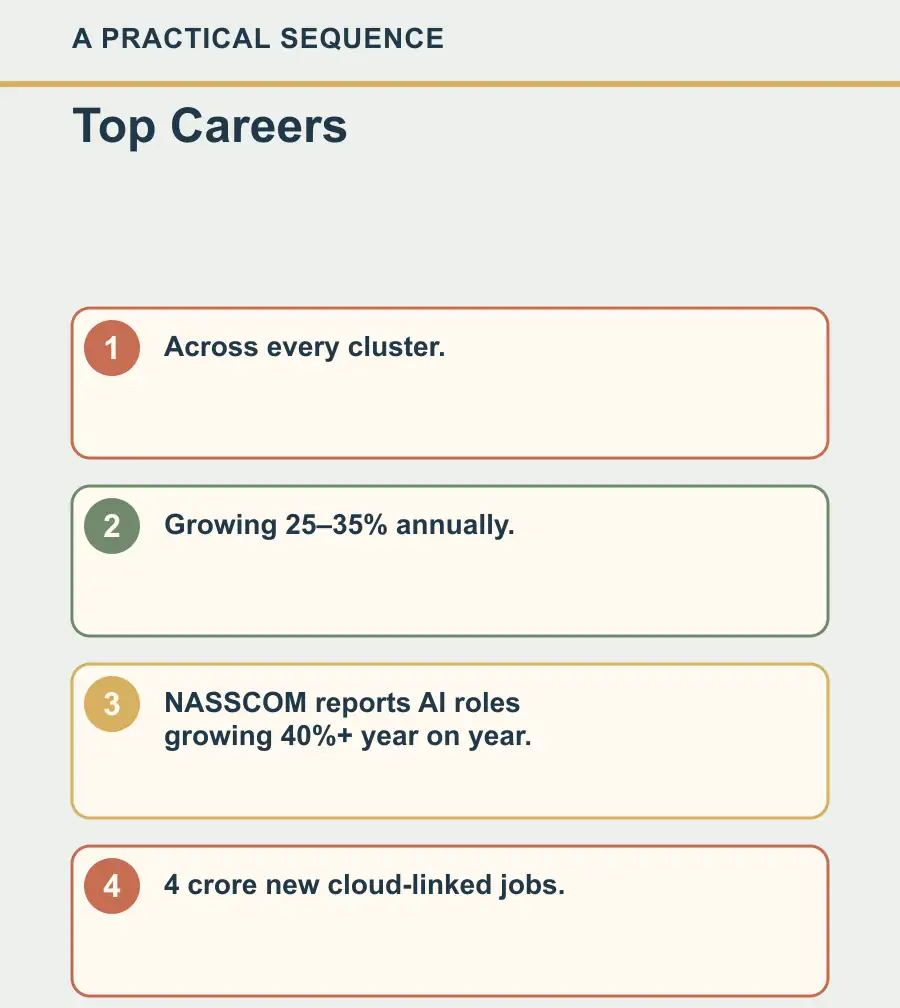 A PRACTICAL SEQUENCE
Top Careers
1
Across every cluster.
2
Growing 25–35% annually.
3
NASSCOM reports AI roles
growing 40%+ year on year.
4
4 crore new cloud-linked jobs.